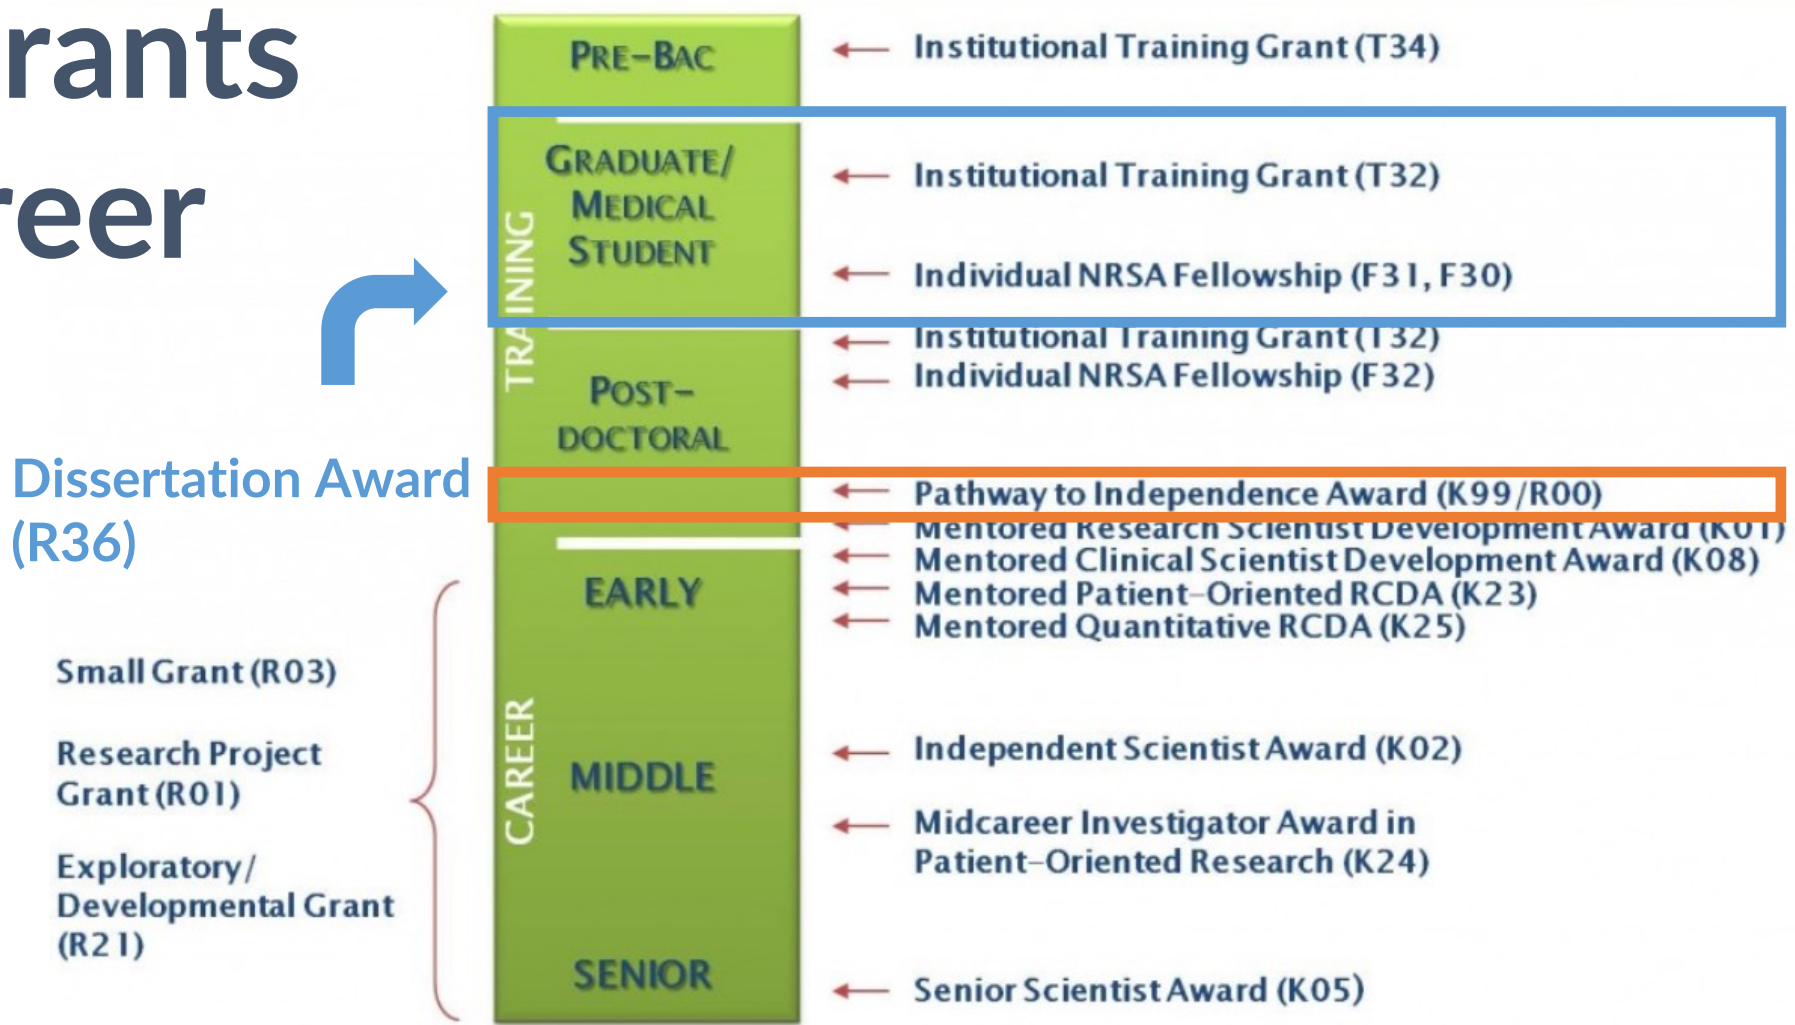 rants
reer
PRE-BAC
Institutional Training Grant (T34)
TRAINING
GRADUATE/
MEDICAL
STUDENT
Institutional Training Grant (T32)
Individual NRSA Fellowship (F31, F30)
POST-
DOCTORAL
Institutional Training Grant (T32)
Individual NRSA Fellowship (F32)
Dissertation Award
(R36)
Pathway to Independence Award (K99/R00)
Mentored Research Scientist Development Award (K01)
Mentored Clinical Scientist Development Award (K08)
EARLY
Mentored Patient-Oriented RCDA (K23)
Mentored Quantitative RCDA (K25)
Small Grant (R03)
Research Project
Grant (R01)
Exploratory/
Developmental Grant
(R21)
CAREER
MIDDLE
Independent Scientist Award (K02)
Midcareer Investigator Award in
Patient-Oriented Research (K24)
SENIOR
Senior Scientist Award (K05)